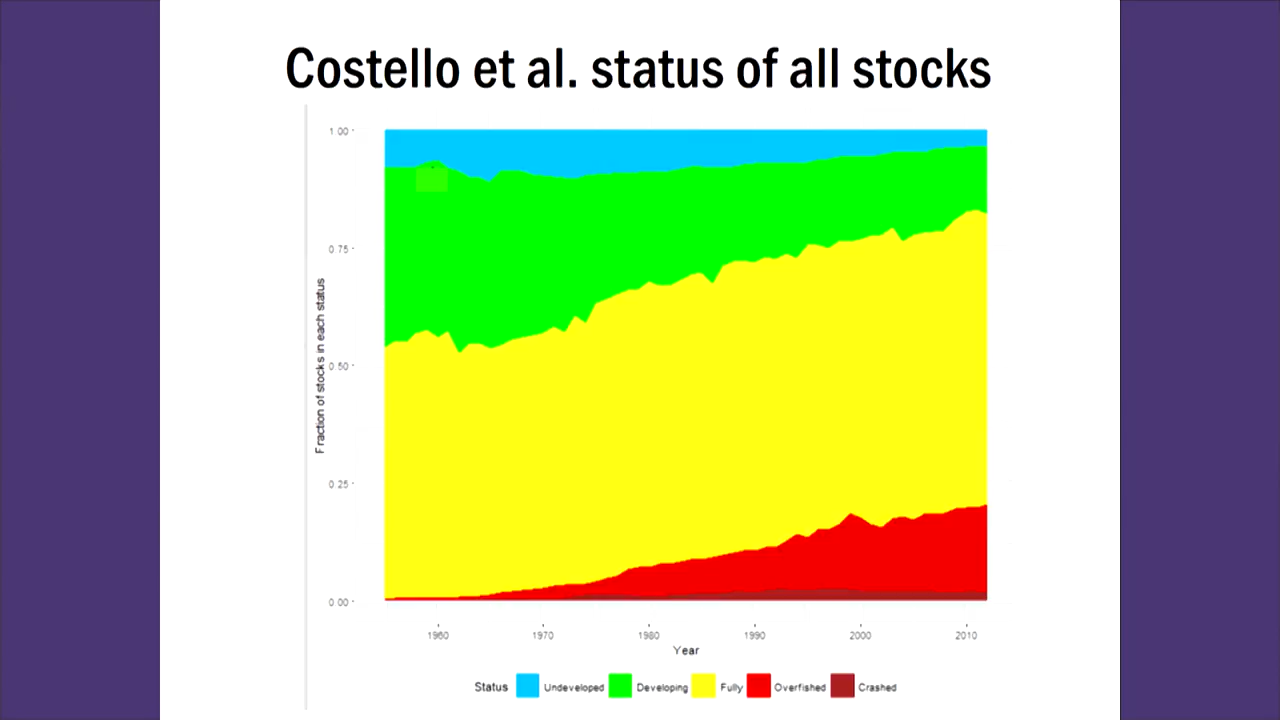 Costello et al. status of all stocks
1.00
0.75
0.50
0.25
0.00
Fraction of stocks in each status
1960 1970 1980 1990 2000 2010
Year
Status Undeveloped Developing Fully Overfished Crashed